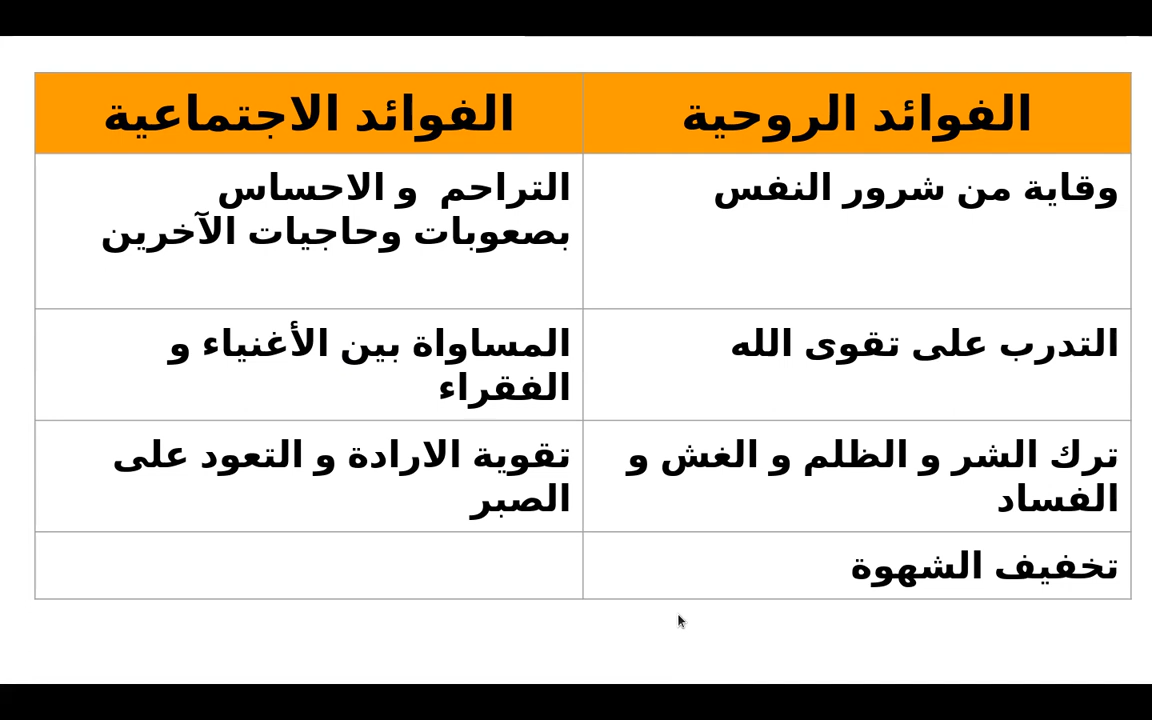 الفوائد الروحية
الفوائد الاجتماعية
وقاية من شرور النفس
التراحم و الاحساس
بصعوبات وحاجيات الآخرين
التدرب على تقوى الله
المساواة بين الأغنياء و
الفقراء
ترك الشر و الظلم و الغش و
الفساد
تقوية الارادة و التعود على
الصبر
تخفيف الشهوة